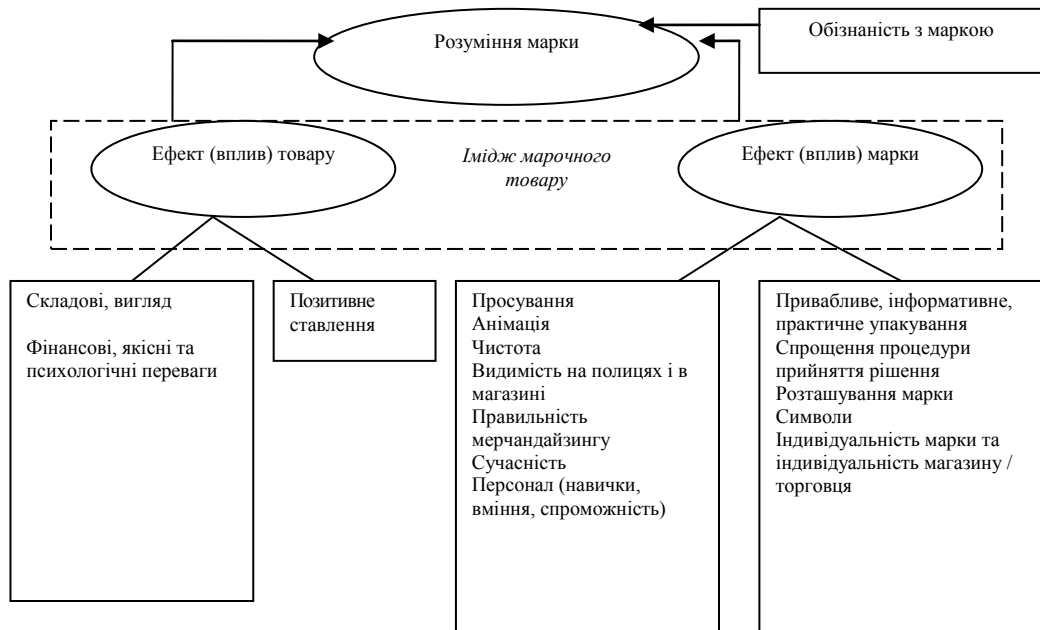 Розуміння марки
Обізнаність з маркою
Ефект (вплив) товару
Імідж марочного
товару
Ефект (вплив) марки
Складові, вигляд
Фінансові, якісні та
психологічні переваги
Позитивне
ставлення
Просування
Анімація
Чистота
Видимість на полицях і в
магазині
Правильність
мерчандайзингу
Сучасність
Персонал (навички,
вміння, спроможність)
Привабливе, інформативне,
практичне упакування
Спрощення процедури
прийняття рішення
Розташування марки
Символи
Індивідуальність марки та
індивідуальність магазину /
торговця